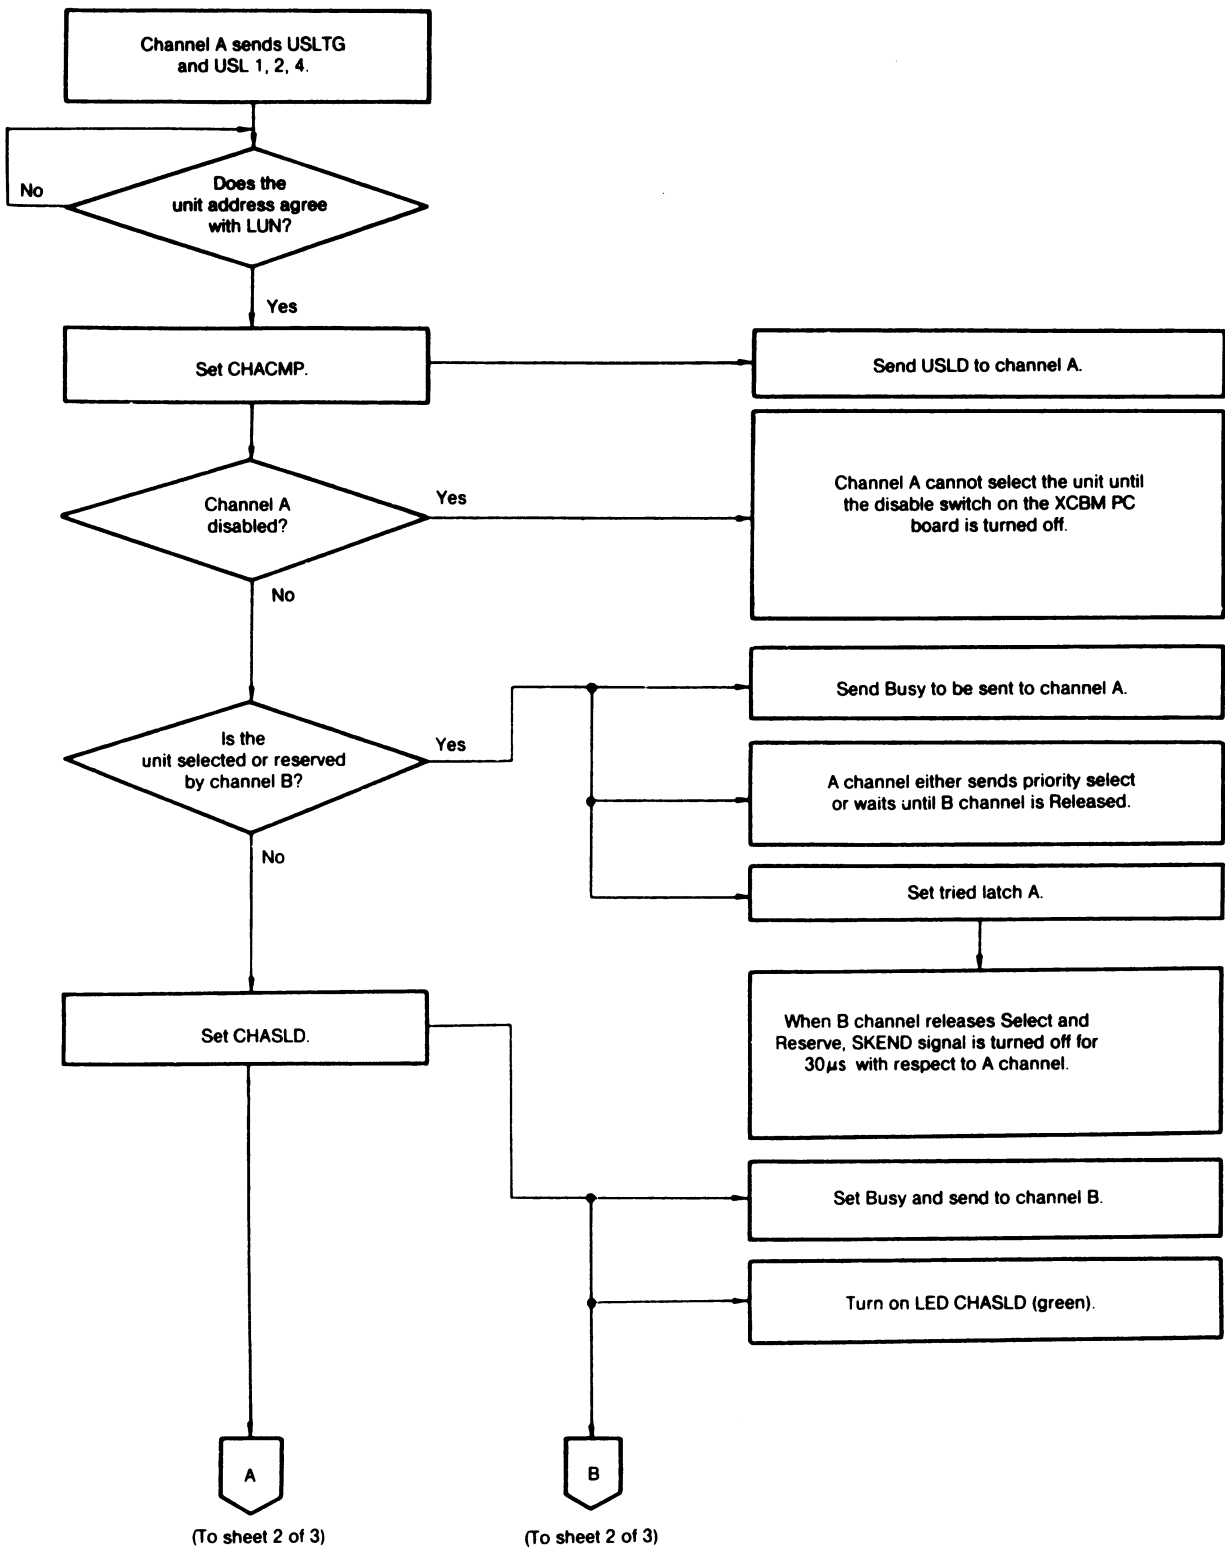 Channel A sends USLTG
and USL 1, 2, 4.
No
Does the
unit address agree
with LUN?
Yes
Set CHACMP.
Send USLD to channel A.
Channel A
disabled?
Yes
Channel A cannot select the unit until
the disable switch on the XCBM PC
board is turned off.
No
Is the
unit selected or reserved
by channel B?
Yes
Send Busy to be sent to channel A.
A channel either sends priority select
or waits until B channel is Released.
No
Set tried latch A.
When B channel releases Select and
Reserve, SKEND signal is turned off for
30μs with respect to A channel.
Set CHASLD.
Set Busy and send to channel B.
Turn on LED CHASLD (green).
A
B
(To sheet 2 of 3)
(To sheet 2 of 3)